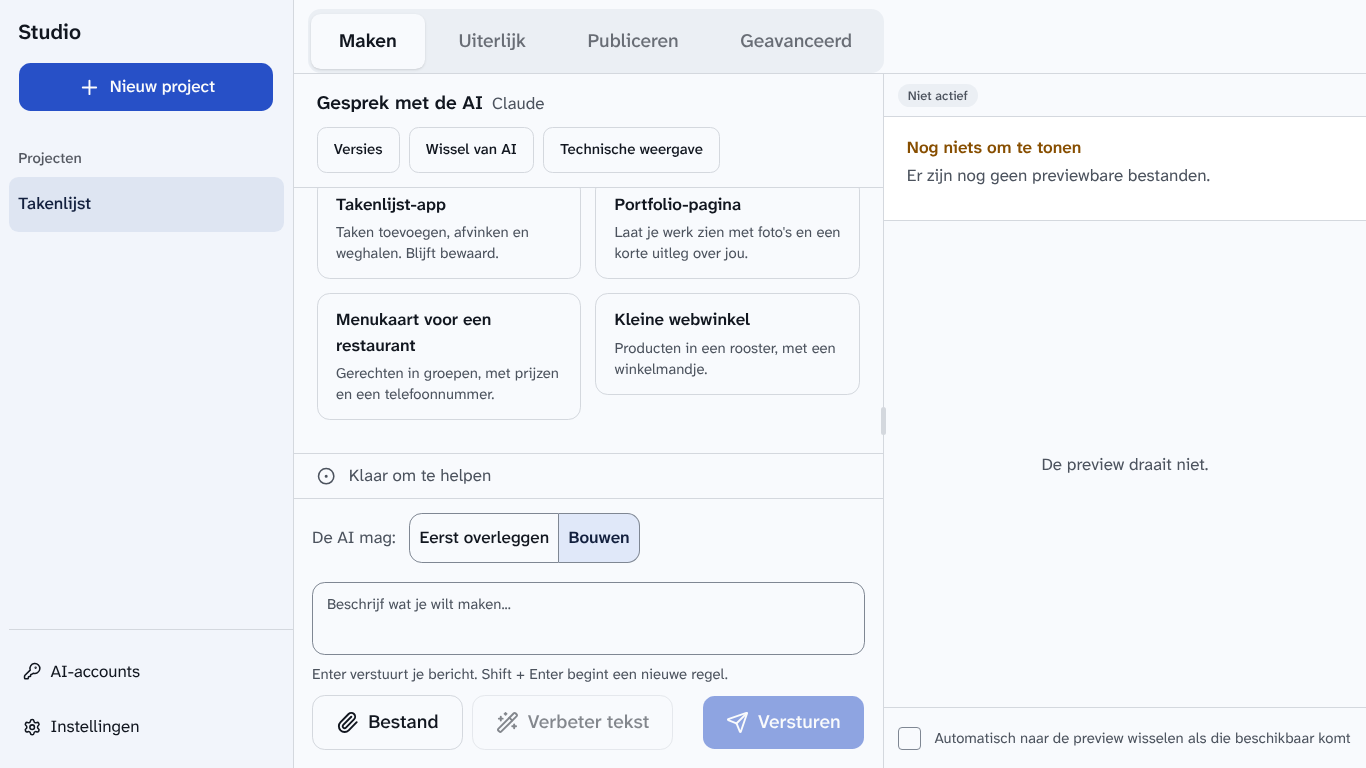 Studio
Nieuw project
Projecten
Takenlijst
AI-accounts
Instellingen
Maken
Uiterlijk
Publiceren
Geavanceerd
Gesprek met de AI Claude
Versies
Wissel van AI
Technische weergave
Takenlijst-app
Taken toevoegen, afvinken en
weghalen. Blijft bewaard.
Portfolio-pagina
Laat je werk zien met foto's en een
korte uitleg over jou.
Menukaart voor een
restaurant
Gerechten in groepen, met prijzen
en een telefoonnummer.
Kleine webwinkel
Producten in een rooster, met een
winkelmandje.
Klaar om te helpen
De AI mag:
Eerst overleggen
Bouwen
Beschrijf wat je wilt maken...
Enter verstuurt je bericht. Shift + Enter begint een nieuwe regel.
Bestand
Verbeter tekst
Versturen
Niet actief
Nog niets om te tonen
Er zijn nog geen previewbare bestanden.
De preview draait niet.
Automatisch naar de preview wisselen als die beschikbaar komt